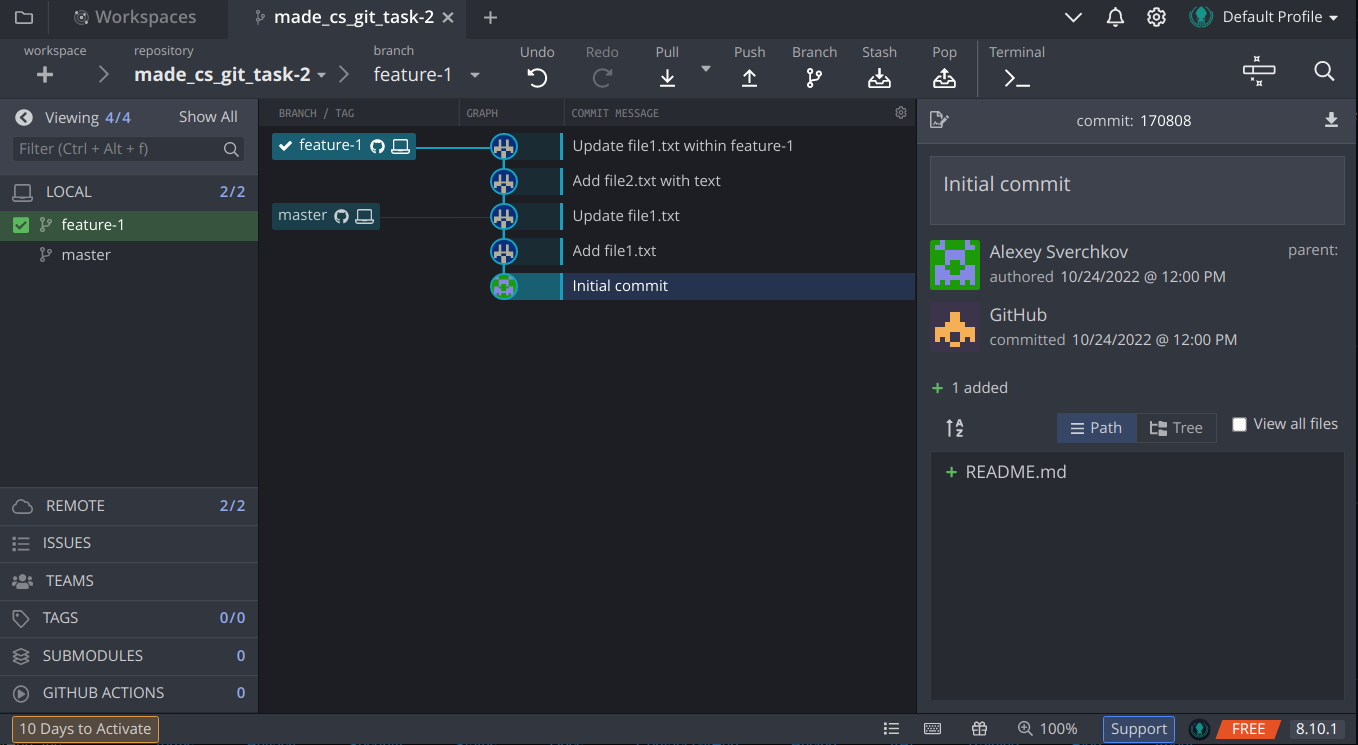 Workspaces
made_cs_git_task-2
Default Profile
workspace
repository
made_cs_git_task-2
branch
feature-1
Undo
Redo
Pull
Push
Branch
Stash
Pop
Terminal
Viewing 4/4 Show All
Filter (Ctrl + Alt + f)
LOCAL 2/2
feature-1
master
REMOTE 2/2
ISSUES
TEAMS
TAGS 0/0
SUBMODULES 0
GITHUB ACTIONS 0
BRANCH / TAG GRAPH COMMIT MESSAGE
feature-1 Update file1.txt within feature-1
Add file2.txt with text
master Update file1.txt
Add file1.txt
Initial commit
commit: 170808
Initial commit
Alexey Sverchkov parent:
authored 10/24/2022 @ 12:00 PM
GitHub
committed 10/24/2022 @ 12:00 PM
+ 1 added
A
Z
Path Tree View all files
+ README.md
10 Days to Activate
100% Support FREE 8.10.1